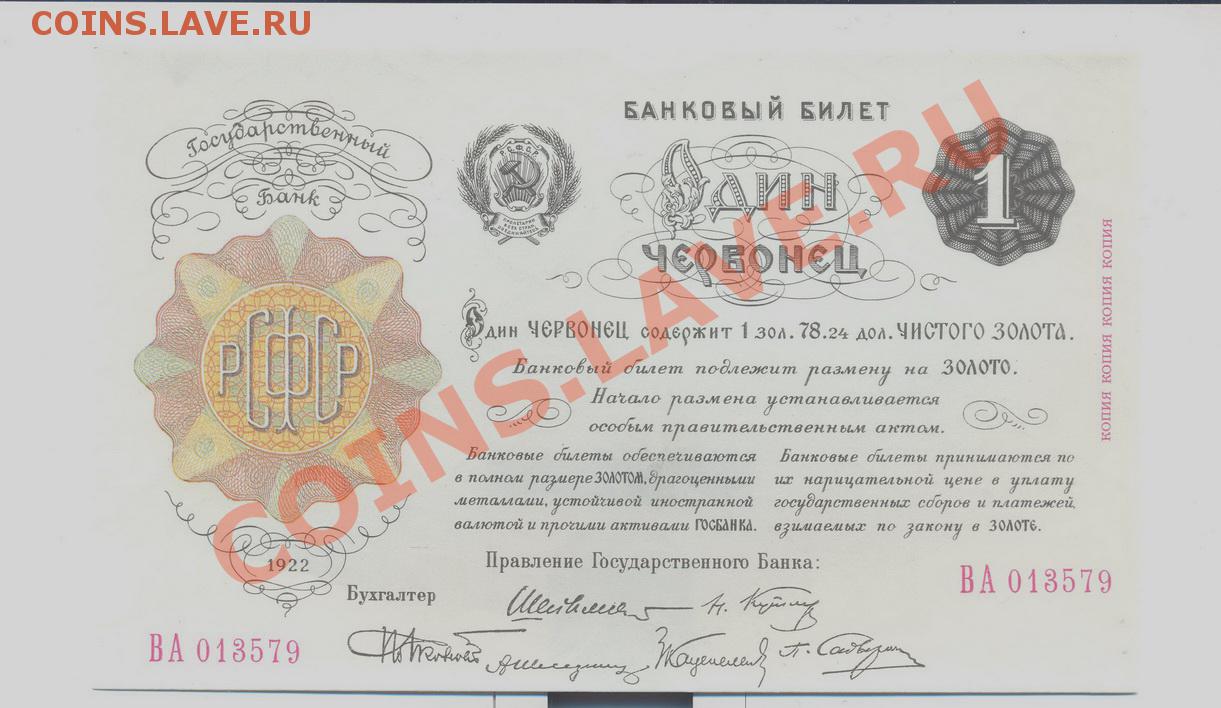 COINS.LAVE.RU
Государственный
Банк
РСФСР
1922
Р.С.Ф.С.Р.
ПРОЛЕТАРИИ
ВСЕХ СТРАН
СОЕДИНЯЙТЕСЬ
БАНКОВЫЙ БИЛЕТ
ОДИН
ЧЕРВОНЕЦ
1
Один ЧЕРВОНЕЦ содержит 1 зол. 78.24 дол. ЧИСТОГО ЗОЛОТА.
Банковый билет подлежит размену на ЗОЛОТО.
Начало размена устанавливается
особым правительственным актом.
Банковые билеты обеспечиваются
в полном размере ЗОЛОТОМ, драгоценными
металлами, устойчивой иностранной
валютой и прочими активами ГОСБАНКА.
Банковые билеты принимаются по
их нарицательной цене в уплату
государственных сборов и платежей,
взимаемых по закону в ЗОЛОТЕ.
Правление Государственного Банка:
Бухгалтер
ВА 013579
ВА 013579
КОПИЯ КОПИЯ КОПИЯ КОПИЯ
COINS.LAVE.RU